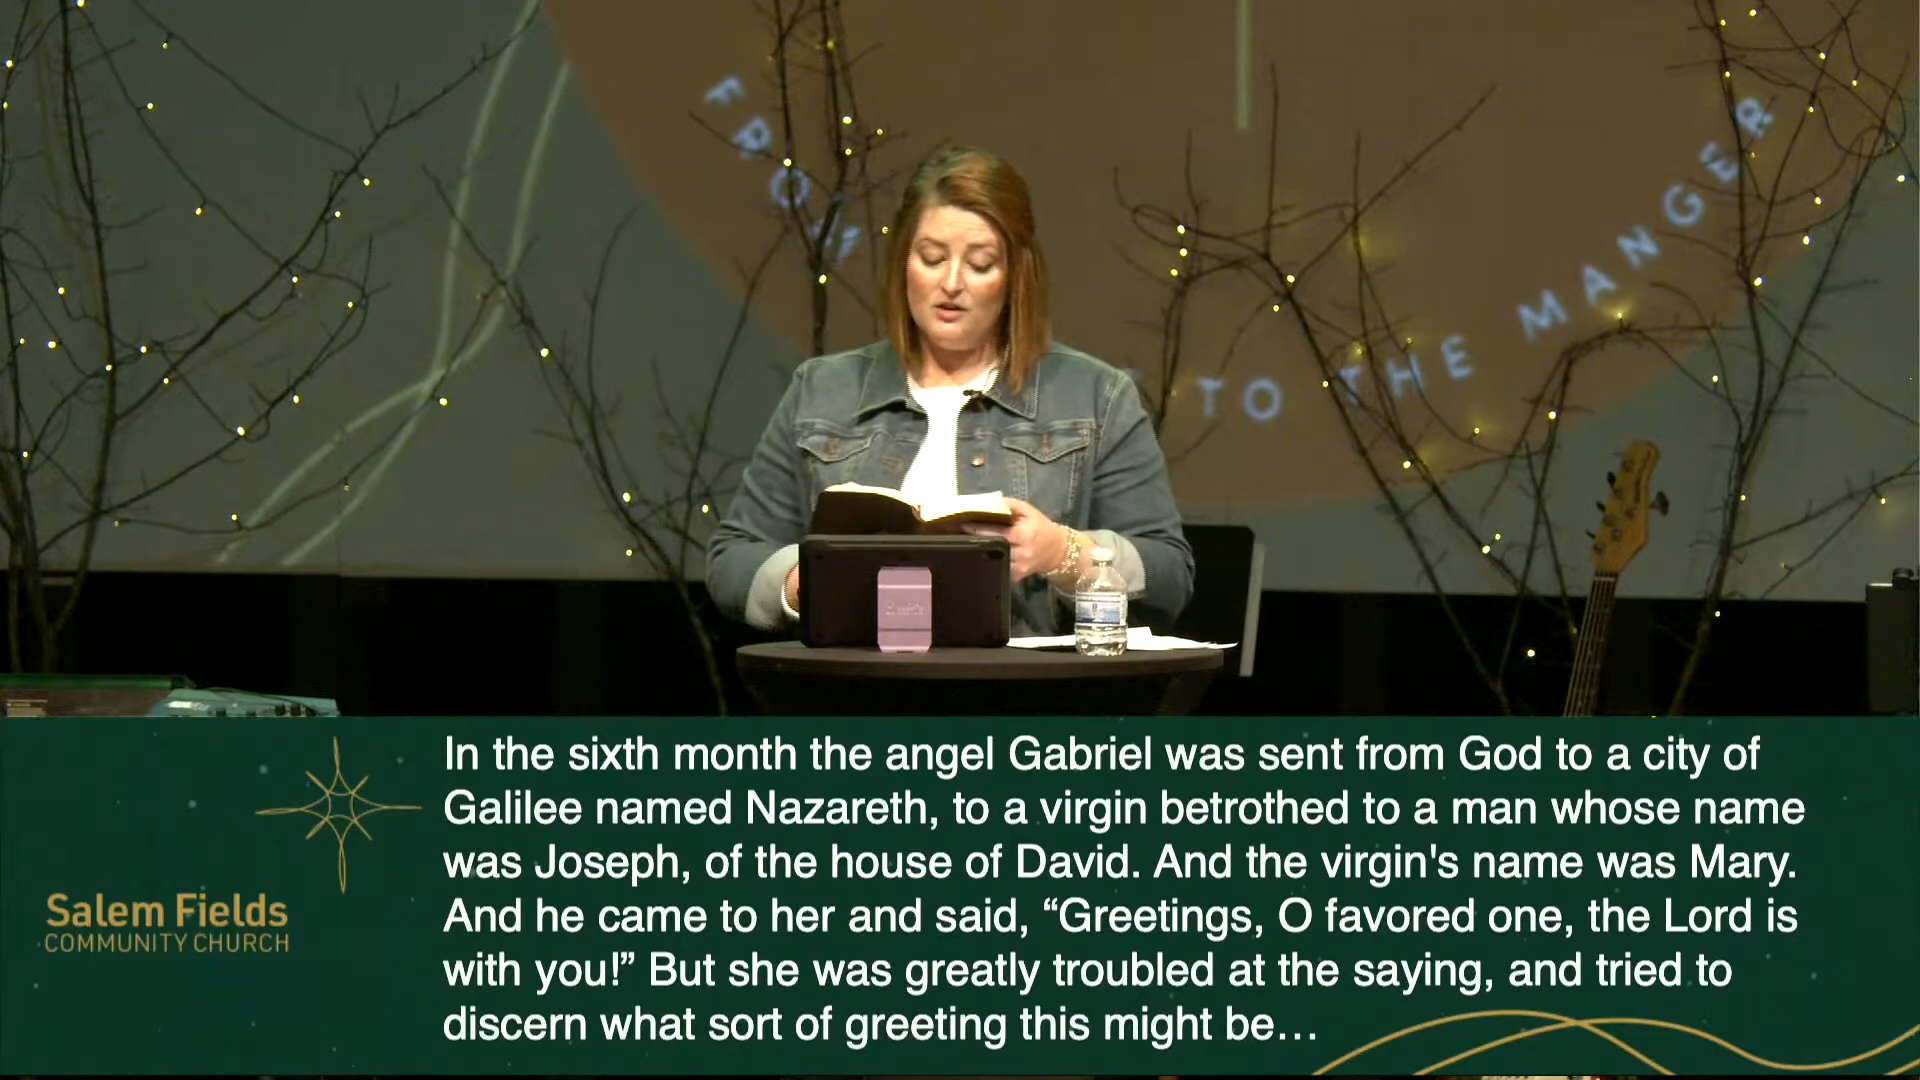 FROM
TO THE MANGER
In the sixth month the angel Gabriel was sent from God to a city of
Galilee named Nazareth, to a virgin betrothed to a man whose name
was Joseph, of the house of David. And the virgin's name was Mary.
And he came to her and said, “Greetings, O favored one, the Lord is
with you!” But she was greatly troubled at the saying, and tried to
discern what sort of greeting this might be…
Salem Fields
COMMUNITY CHURCH